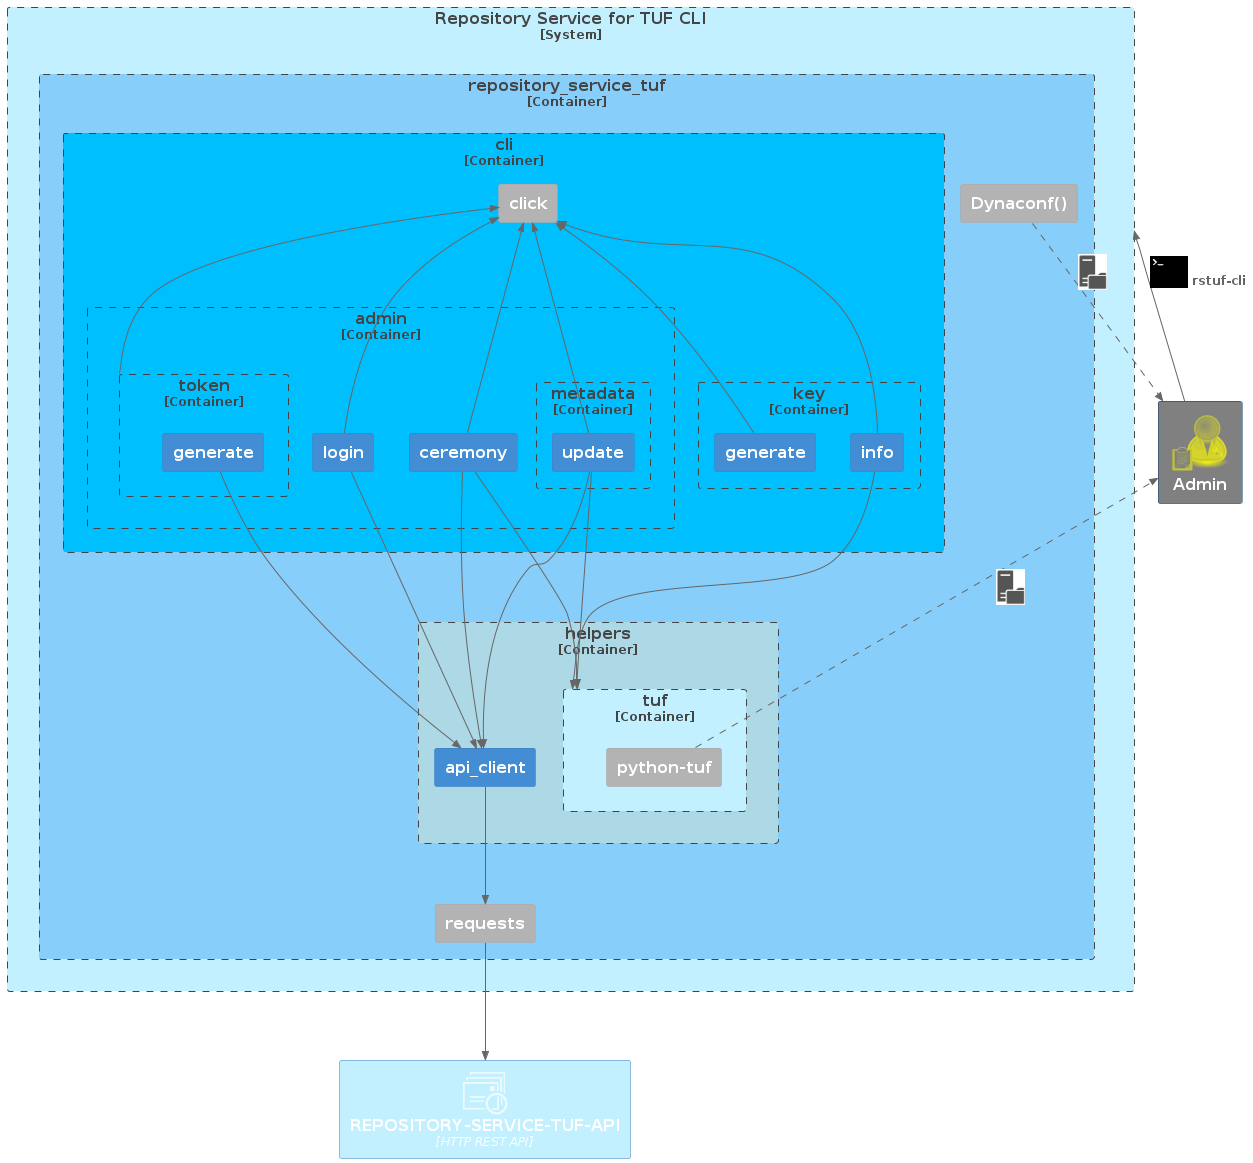 Repository Service for TUF CLI
[System]
repository_service_tuf
[Container]
cli
[Container]
click
Dynaconf()
>_
rstuf-cli
admin
[Container]
token
[Container]
metadata
[Container]
key
[Container]
generate
login
ceremony
update
generate
info
Admin
helpers
[Container]
tuf
[Container]
api_client
python-tuf
requests
REPOSITORY-SERVICE-TUF-API
[HTTP REST API]